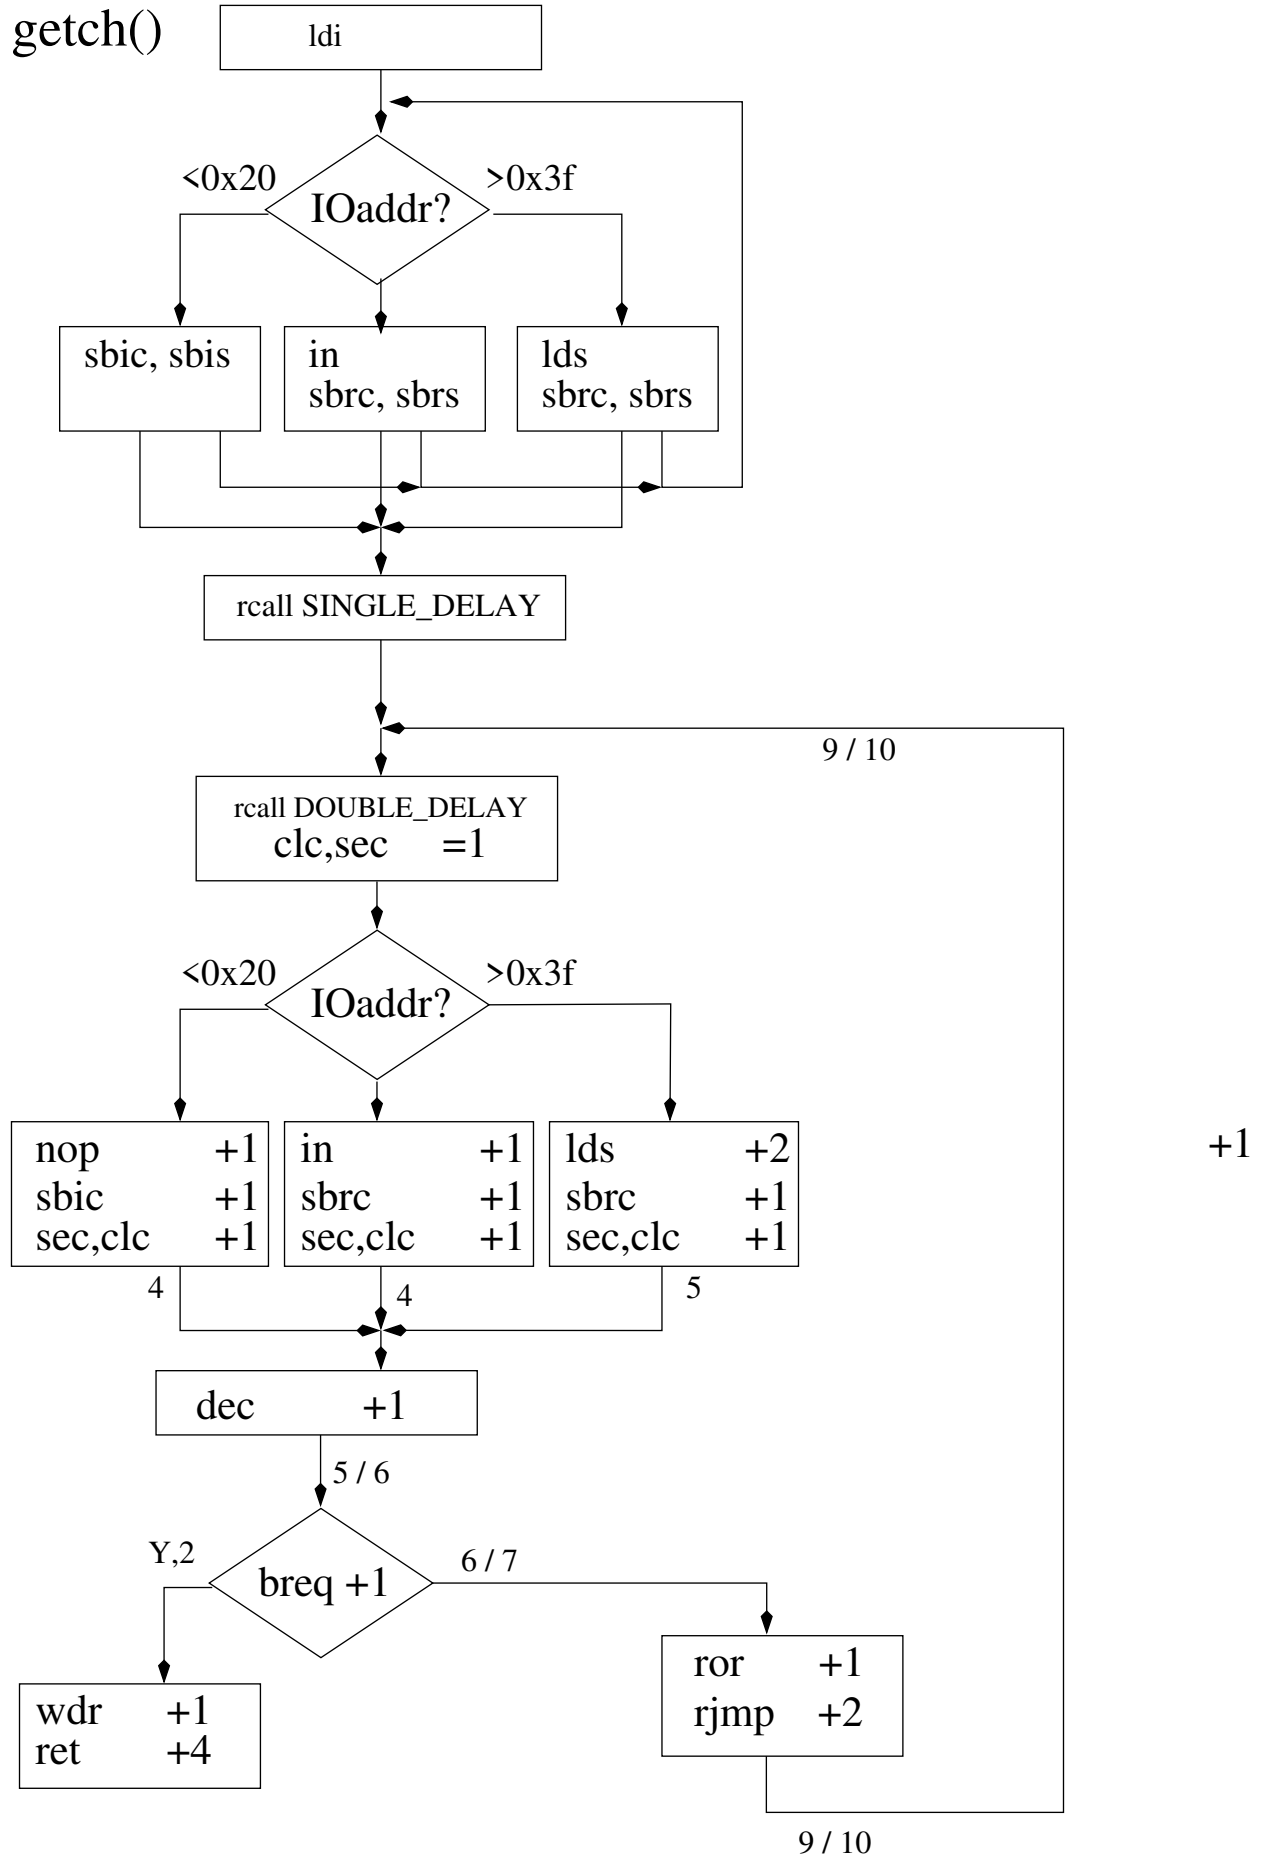 getch()
ldi
<0x20
>0x3f
IOaddr?
sbic, sbis
in
sbrc, sbrs
lds
sbrc, sbrs
rcall SINGLE_DELAY
9 / 10
rcall DOUBLE_DELAY
clc,sec =1
<0x20
>0x3f
IOaddr?
nop +1
sbic +1
sec,clc +1
in +1
sbrc +1
sec,clc +1
lds +2
sbrc +1
sec,clc +1
+1
4
4
5
dec +1
5 / 6
Y,2
breq +1
6 / 7
wdr +1
ret +4
ror +1
rjmp +2
9 / 10